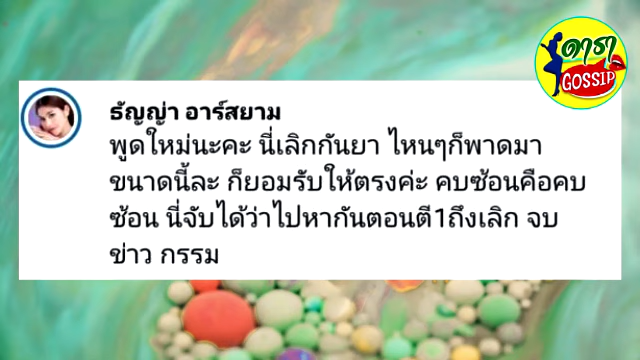 ดารา
GOSSIP
ธัญญ่า อาร์สยาม
พูดใหม่นะคะ นี่เลิกกันยา ไหนๆก็พาดมา
ขนาดนี้ละ ก็ยอมรับให้ตรงค่ะ คบซ้อนคือคบ
ซ้อน นี่จับได้ว่าไปหากันตอนตี1ถึงเลิก จบ
ข่าว กรรม